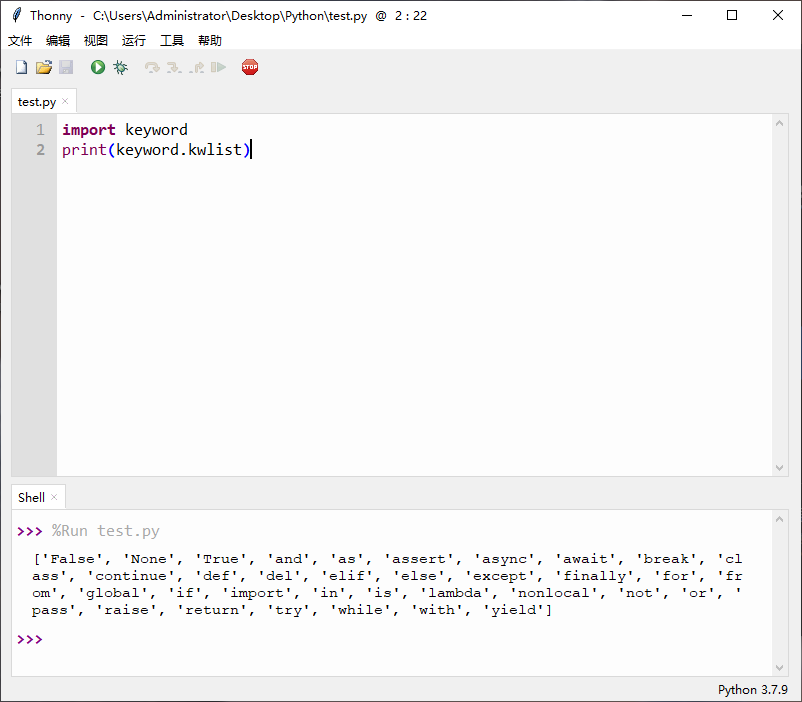 Thonny - C:\Users\Administrator\Desktop\Python\test.py @ 2 : 22
文件 编辑 视图 运行 工具 帮助
STOP
test.py ×
1 import keyword
2 print(keyword.kwlist)
Shell ×
>>> %Run test.py
['False', 'None', 'True', 'and', 'as', 'assert', 'async', 'await', 'break', 'cl
ass', 'continue', 'def', 'del', 'elif', 'else', 'except', 'finally', 'for', 'fr
om', 'global', 'if', 'import', 'in', 'is', 'lambda', 'nonlocal', 'not', 'or', '
pass', 'raise', 'return', 'try', 'while', 'with', 'yield']
>>>
Python 3.7.9